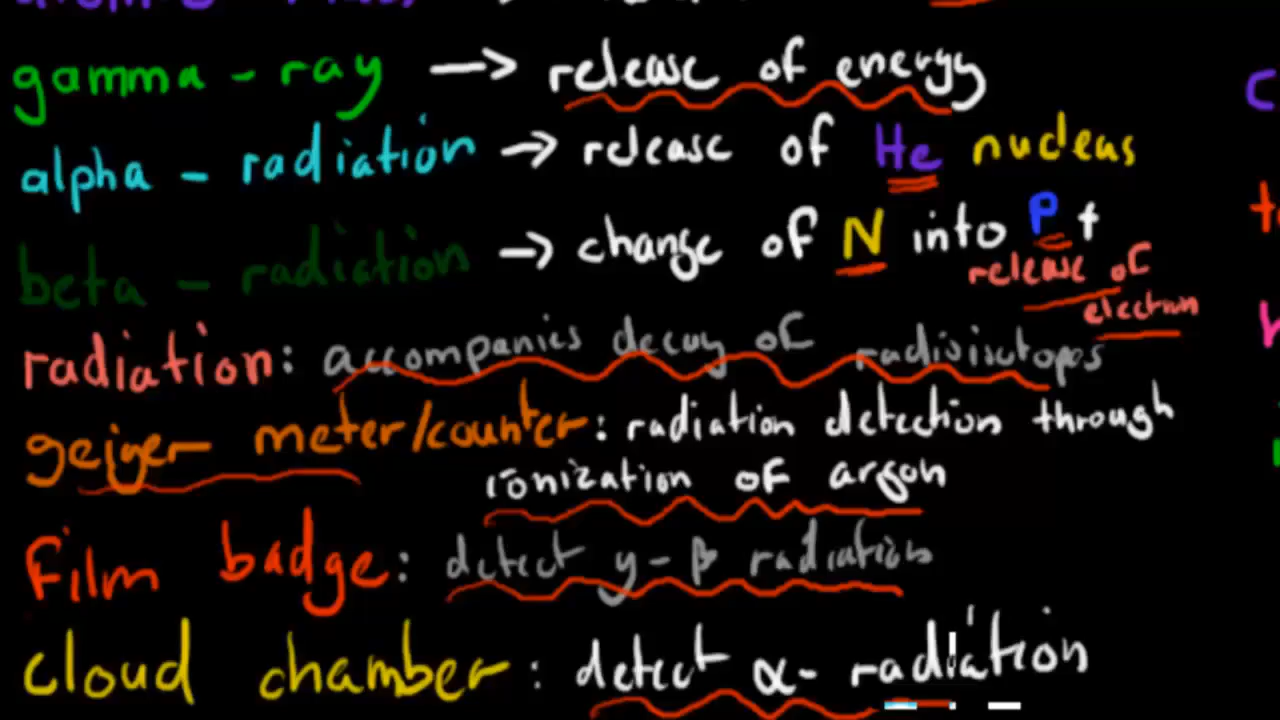 gamma - ray → release of energy
alpha - radiation → release of He nucleus
beta - radiation → change of N into P +
release of
electron
radiation: accompanies decay of radioisotopes
geiger meter/counter: radiation detection through
ionization of argon
Film badge: detect γ - β radiation
cloud chamber: detect α - radiation